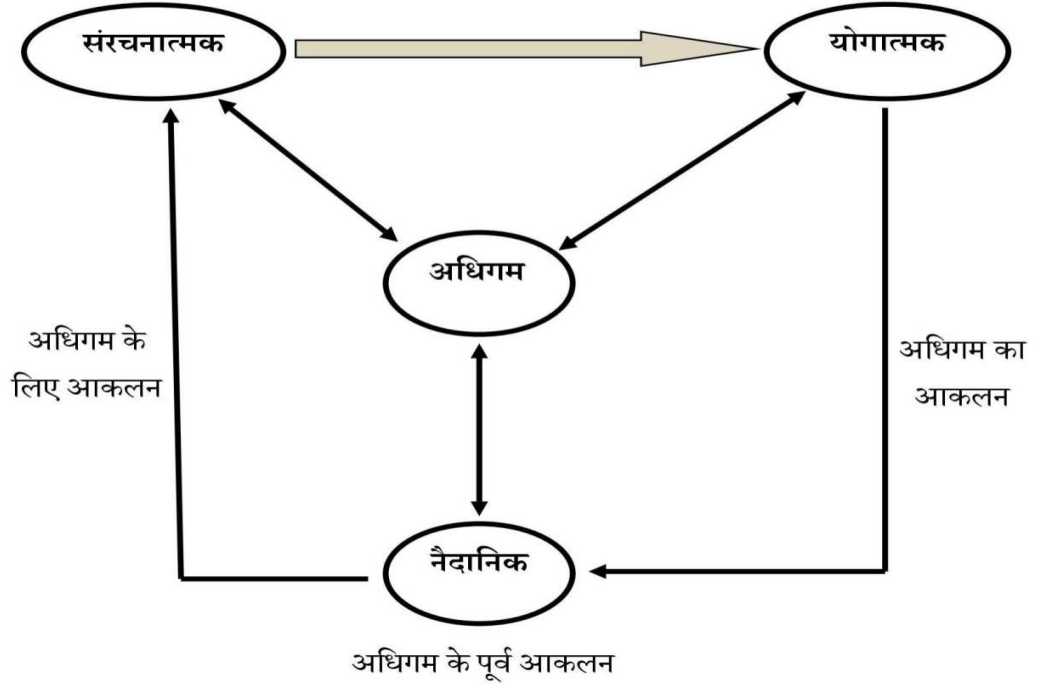 संरचनात्मक
योगात्मक
अधिगम
अधिगम के
लिए आकलन
अधिगम का
आकलन
नैदानिक
अधिगम के पूर्व आकलन